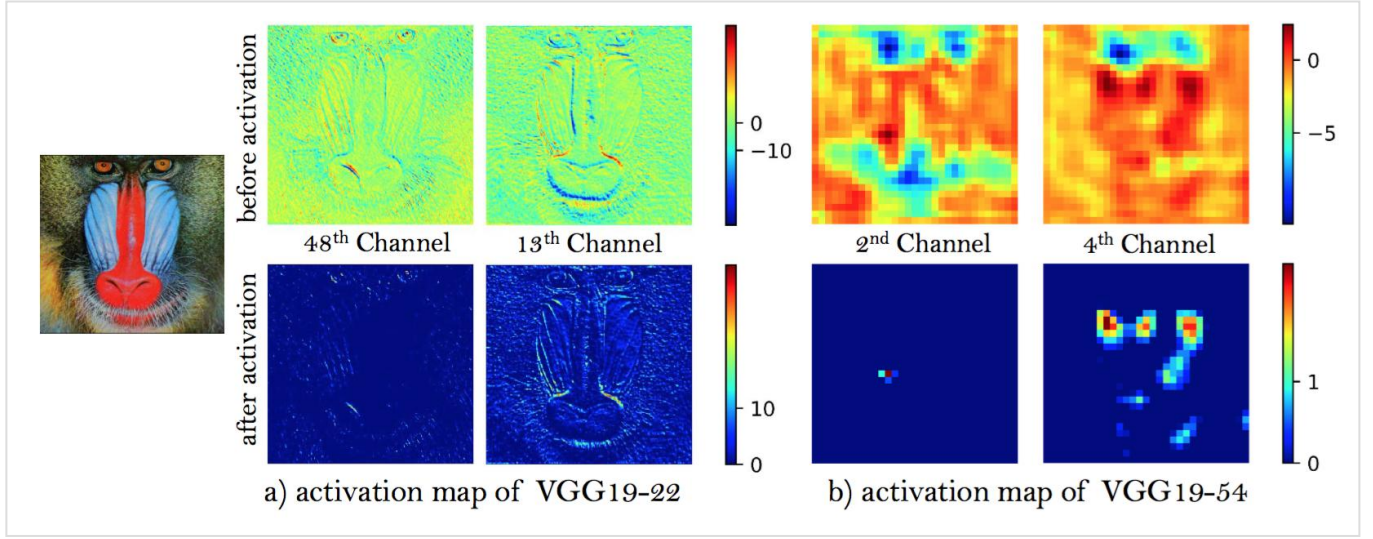 before activation
0
−10
0
−5
48th Channel
13th Channel
2nd Channel
4th Channel
after activation
10
0
1
0
a) activation map of VGG19-22
b) activation map of VGG19-54